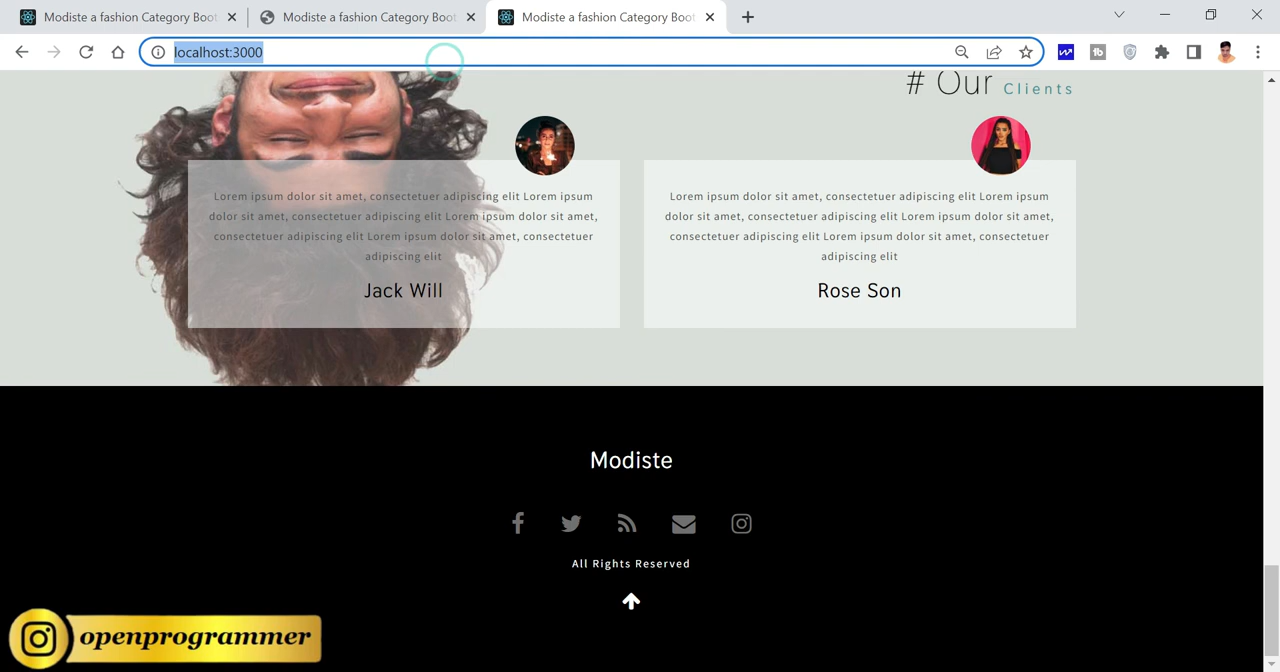 Modiste a fashion Category Boot
Modiste a fashion Category Boot
Modiste a fashion Category Boot
localhost:3000
# Our Clients
Lorem ipsum dolor sit amet, consectetuer adipiscing elit Lorem ipsum
dolor sit amet, consectetuer adipiscing elit Lorem ipsum dolor sit amet,
consectetuer adipiscing elit Lorem ipsum dolor sit amet, consectetuer
adipiscing elit
Jack Will
Lorem ipsum dolor sit amet, consectetuer adipiscing elit Lorem ipsum
dolor sit amet, consectetuer adipiscing elit Lorem ipsum dolor sit amet,
consectetuer adipiscing elit Lorem ipsum dolor sit amet, consectetuer
adipiscing elit
Rose Son
Modiste
All Rights Reserved
openprogrammer